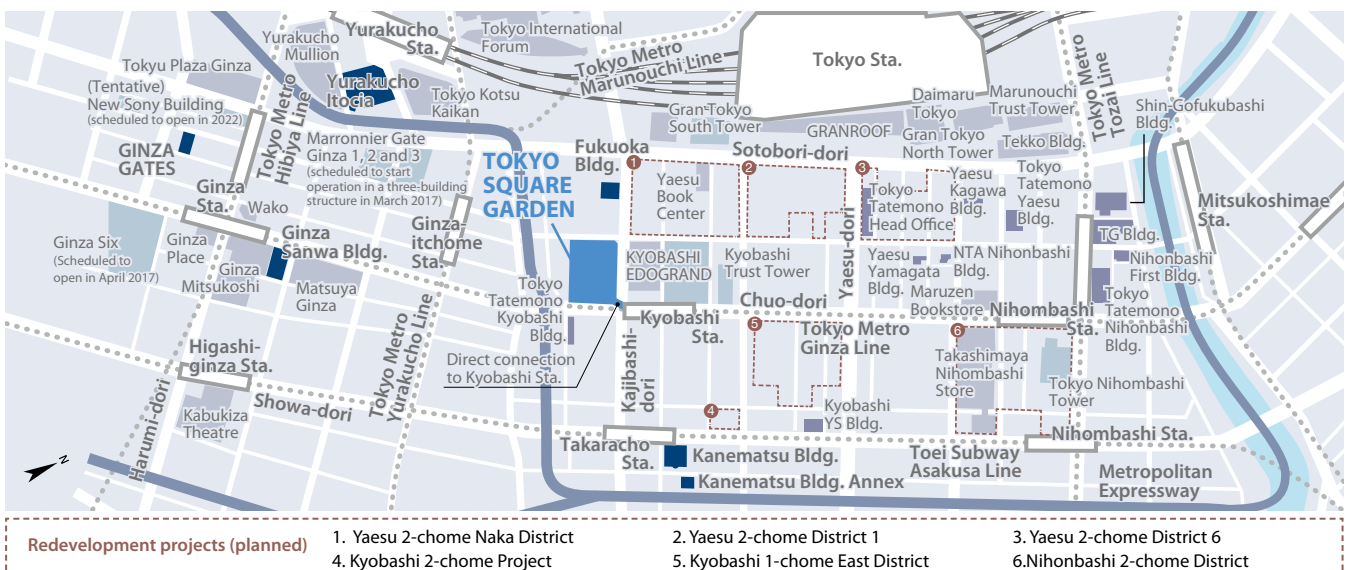 Yurakucho
Mullion
Yurakucho
Sta.
Tokyo International
Forum
Tokyo Metro
Marunouchi Line
Tokyo Sta.
Tokyo Metro
Tozai Line
Tokyu Plaza Ginza
(Tentative)
New Sony Building
(scheduled to open in 2022)
GINZA
GATES
Tokyo Metro
Hibiya Line
Yurakucho
Itocia
Tokyo Kotsu
Kaikan
Marronnier Gate
Ginza 1, 2 and 3
(scheduled to start
operation in a three-building
structure in March 2017)
Gran Tokyo
South Tower
GRANROOF
Daimaru
Tokyo
Gran Tokyo
North Tower
Marunouchi
Trust Tower
Tekko Bldg.
Shin-Gofukubashi
Bldg.
TOKYO
SQUARE
GARDEN
Fukuoka
Bldg.
1
Sotobori-dori
2
3
Yaesu
Book
Center
Yaesu-dori
Tokyo
Tatemono
Head Office
Yaesu
Kagawa
Bldg.
Tokyo
Tatemono
Yaesu
Bldg.
Mitsukoshimae
Sta.
Ginza
Sta.
Wako
Ginza-
itchome
Sta.
Ginza Six
(Scheduled to
open in April 2017)
Ginza
Place
Ginza
Sanwa Bldg.
Ginza
Mitsukoshi
Matsuya
Ginza
KYOBASHI
EDOGRAND
Kyobashi
Trust Tower
Yaesu
Yamagata
Bldg.
NTA Nihonbashi
Bldg.
TG Bldg.
Nihonbashi
First Bldg.
Tokyo
Tatemono
Kyobashi
Bldg.
Chuo-dori
Maruzen
Bookstore
Nihombashi
Sta.
Tokyo
Tatemono
Nihonbashi
Bldg.
Kyobashi
Sta.
5
Tokyo Metro
Ginza Line
6
Direct connection
to Kyobashi Sta.
Kajibashi-
dori
Takashimaya
Nihombashi
Store
Tokyo Nihombashi
Tower
Higashi-
ginza Sta.
Tokyo Metro
Yurakucho Line
Harumi-dori
Kabukiza
Theatre
Showa-dori
4
Kyobashi
YS Bldg.
Takaracho
Sta.
Kanematsu Bldg.
Kanematsu Bldg. Annex
Toei Subway
Asakusa Line
Nihombashi Sta.
Metropolitan
Expressway
N
Redevelopment projects (planned)
1. Yaesu 2-chome Naka District
2. Yaesu 2-chome District 1
3. Yaesu 2-chome District 6
4. Kyobashi 2-chome Project
5. Kyobashi 1-chome East District
6.Nihonbashi 2-chome District